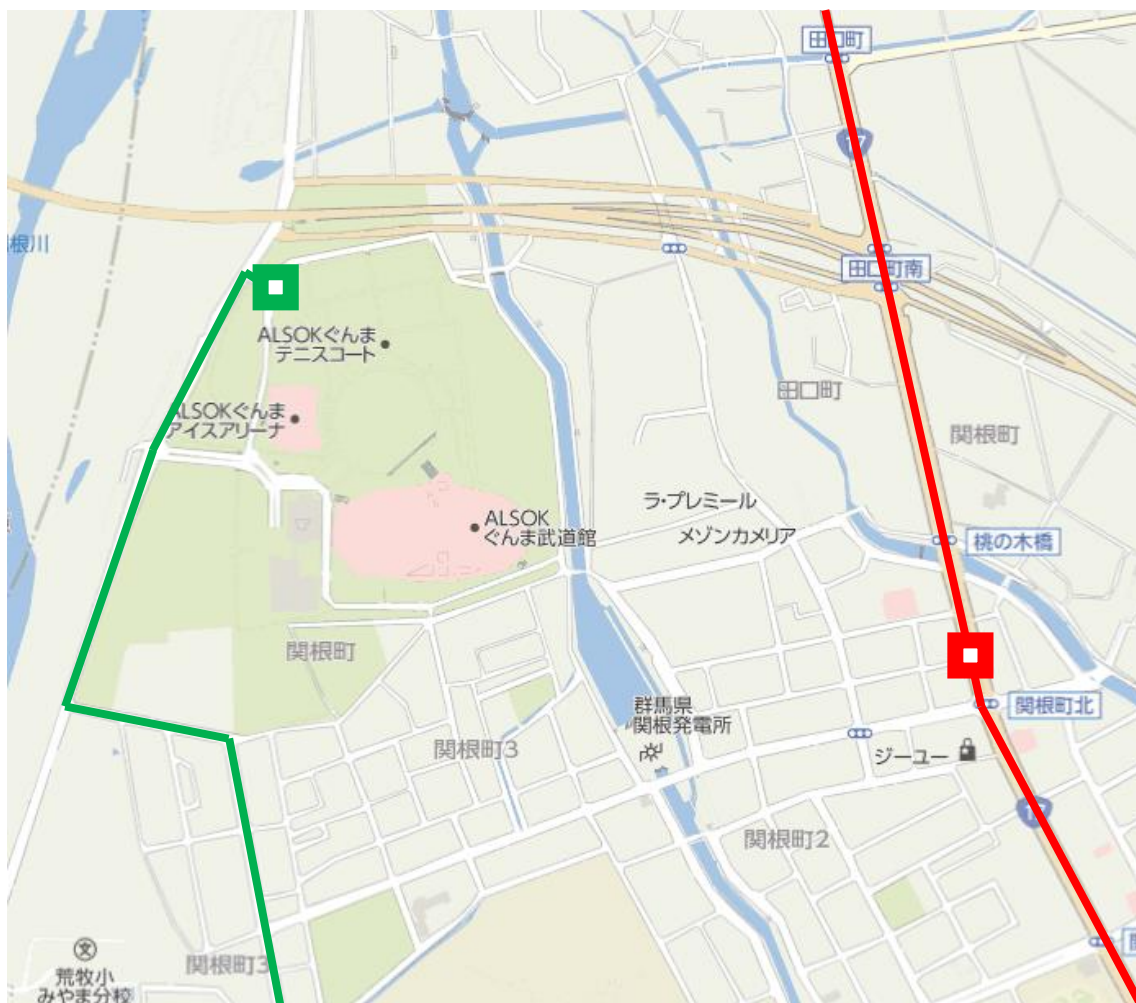 田口町
17
根川
田口町南
ALSOKぐんま
テニスコート
田口町
ALSOKぐんま
アイスアリーナ
関根町
ラ・プレミール
ALSOK
ぐんま武道館
メゾンカメリア
桃の木橋
関根町
群馬県
関根発電所
関根町北
関根町3
ジーユー
17
関根町2
文
関根町3
荒牧小
みやま分校